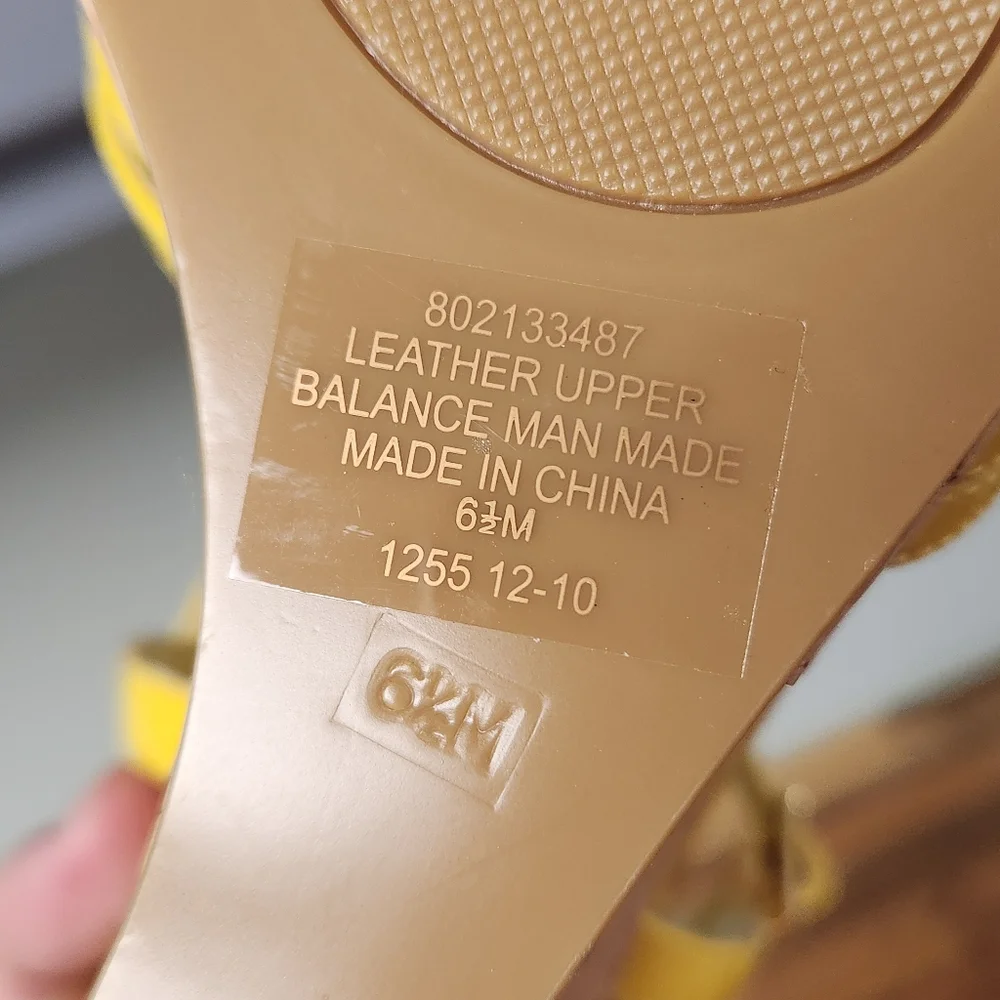 802133487
LEATHER UPPER
BALANCE MAN MADE
MADE IN CHINA
6½M
1255 12-10
6½M